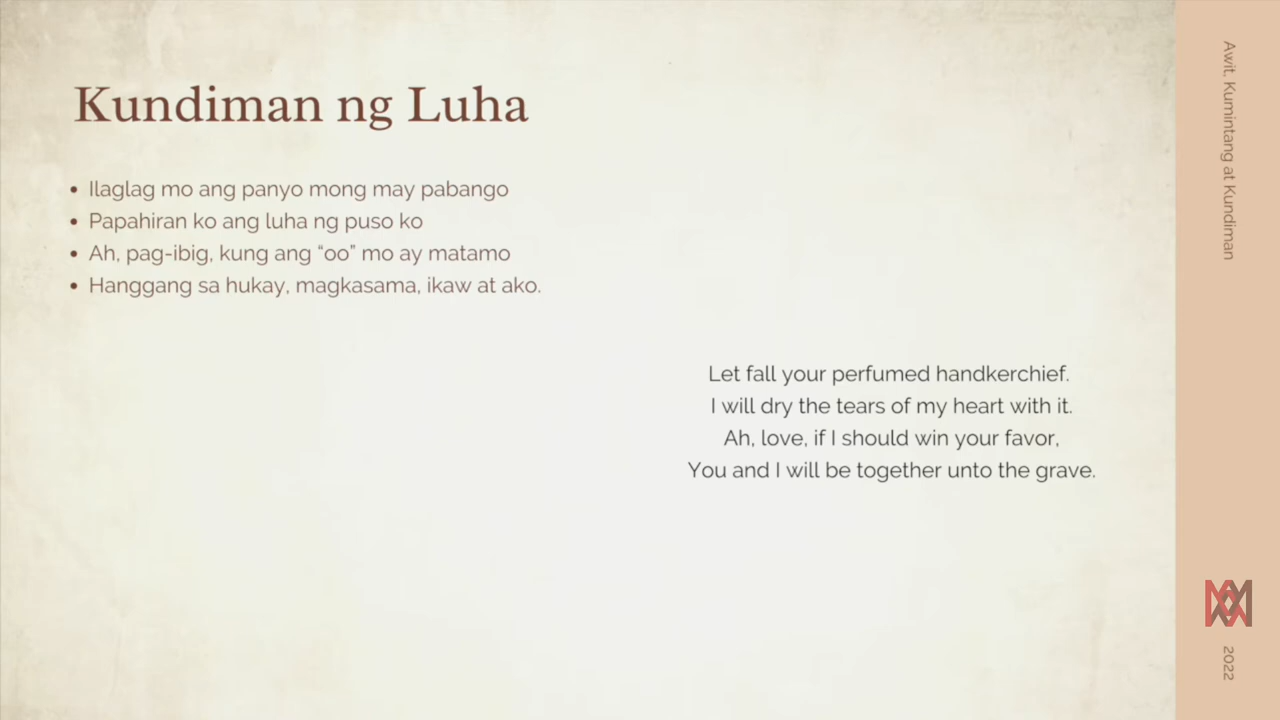 Kundiman ng Luha
• Ilaglag mo ang panyo mong may pabango
• Papahiran ko ang luha ng puso ko
• Ah, pag-ibig, kung ang “oo” mo ay matamo
• Hanggang sa hukay, magkasama, ikaw at ako.
Let fall your perfumed handkerchief.
I will dry the tears of my heart with it.
Ah, love, if I should win your favor,
You and I will be together unto the grave.
Awit, Kumintang at Kundiman
2022